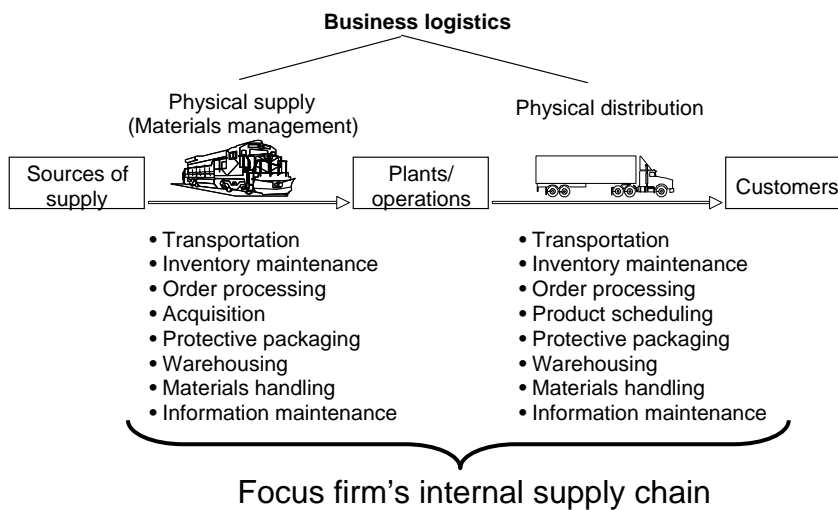 Business logistics
Physical supply
(Materials management)
Physical distribution
Sources of
supply
Plants/
operations
Customers
• Transportation
• Inventory maintenance
• Order processing
• Acquisition
• Protective packaging
• Warehousing
• Materials handling
• Information maintenance
• Transportation
• Inventory maintenance
• Order processing
• Product scheduling
• Protective packaging
• Warehousing
• Materials handling
• Information maintenance
Focus firm's internal supply chain